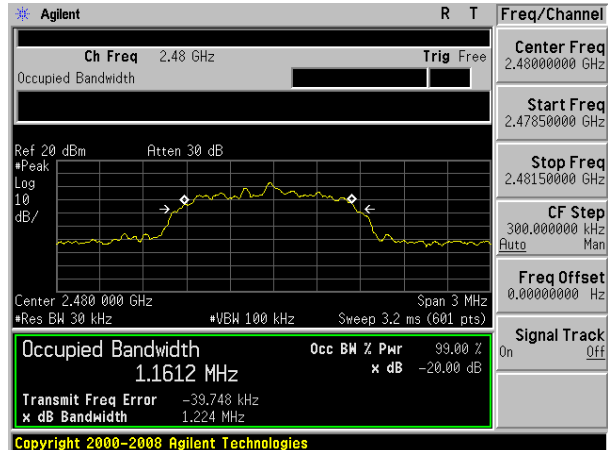 Agilent R T
Freq/Channel
Ch Freq 2.48 GHz Trig Free
Occupied Bandwidth
Center Freq
2.48000000 GHz
Start Freq
2.47850000 GHz
Stop Freq
2.48150000 GHz
CF Step
300.000000 kHz
Auto Man
Freq Offset
0.00000000 Hz
Signal Track
On Off
Ref 20 dBm Atten 30 dB
#Peak
Log
10
dB/
Center 2.480 000 GHz Span 3 MHz
#Res BW 30 kHz #VBW 100 kHz Sweep 3.2 ms (601 pts)
Occupied Bandwidth Occ BW % Pwr 99.00 %
1.1612 MHz x dB -20.00 dB
Transmit Freq Error -39.748 kHz
x dB Bandwidth 1.224 MHz
Copyright 2000-2008 Agilent Technologies